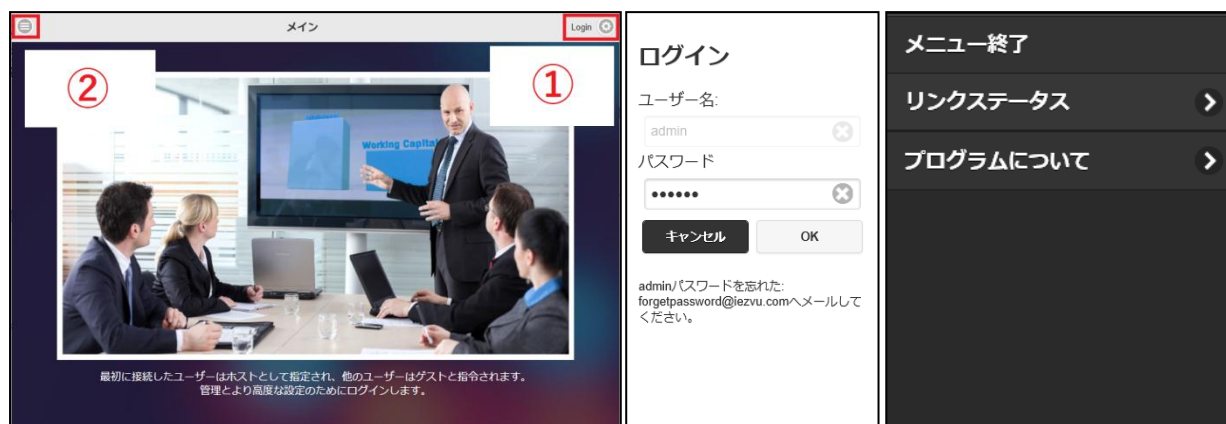 メイン
Login
②
①
Working Capital
最初に接続したユーザーはホストとして指定され、他のユーザーはゲストと指令されます。
管理とより高度な設定のためにログインします。
ログイン
ユーザー名:
admin
パスワード
••••••
キャンセル
OK
adminパスワードを忘れた:
forgetpassword@iezvu.comへメールして
ください。
メニュー終了
リンクステータス
プログラムについて